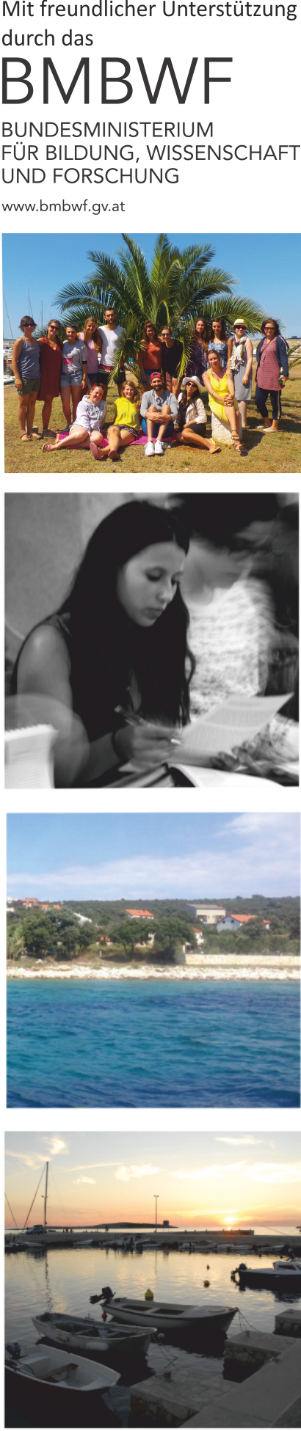 Mit freundlicher Unterstützung
durch das
BMBWF
BUNDESMINISTERIUM
FÜR BILDUNG, WISSENSCHAFT
UND FORSCHUNG
www.bmbwf.gv.at